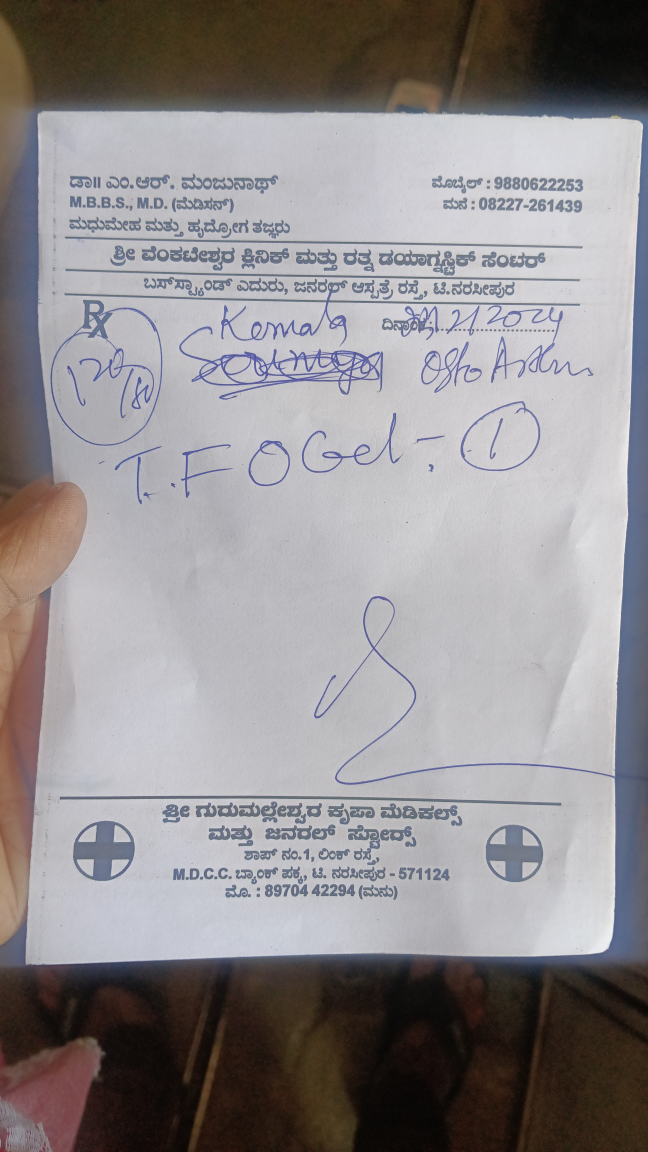 ಡಾ॥ ಎಂ.ಆರ್. ಮಂಜುನಾಥ್
M.B.B.S., M.D. (ಮೆಡಿಸನ್)
ಮಧುಮೇಹ ಮತ್ತು ಹೃದ್ರೋಗ ತಜ್ಞರು
ಮೊಬೈಲ್ : 9880622253
ಮನೆ : 08227-261439
ಶ್ರೀ ವೆಂಕಟೇಶ್ವರ ಕ್ಲಿನಿಕ್ ಮತ್ತು ರತ್ನ ಡಯಾಗ್ನಸ್ಟಿಕ್ ಸೆಂಟರ್
ಬಸ್‌ಸ್ಟ್ಯಾಂಡ್ ಎದುರು, ಜನರಲ್ ಆಸ್ಪತ್ರೆ ರಸ್ತೆ, ಟಿ.ನರಸೀಪುರ
Rx
ದಿನಾಂಕ: 2/2024
120/80
T. F O Gel - 1
ಶ್ರೀ ಗುರುಮಲ್ಲೇಶ್ವರ ಕೃಪಾ ಮೆಡಿಕಲ್ಸ್
ಮತ್ತು ಜನರಲ್ ಸ್ಟೋರ್ಸ್
ಶಾಪ್ ನಂ.1, ಲಿಂಕ್ ರಸ್ತೆ,
M.D.C.C. ಬ್ಯಾಂಕ್ ಪಕ್ಕ, ಟಿ. ನರಸೀಪುರ - 571124
ಮೊ. : 89704 42294 (ಮನು)